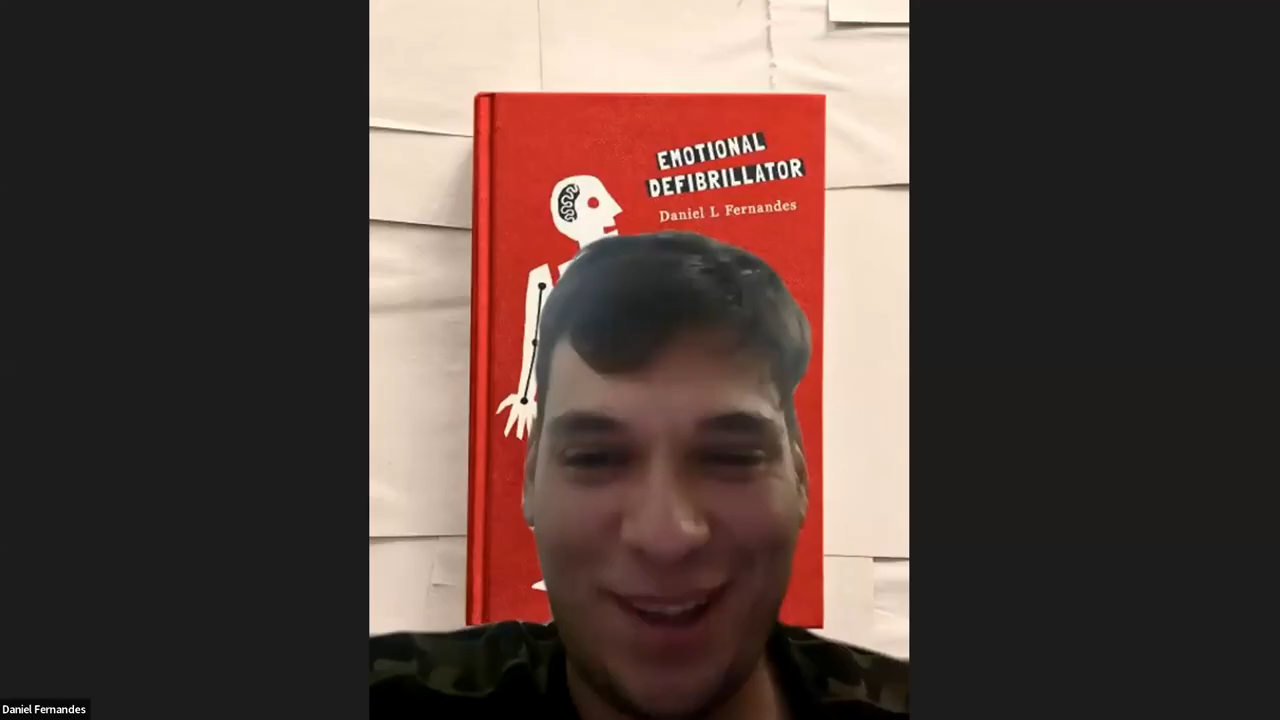 EMOTIONAL
DEFIBRILLATOR
Daniel L Fernandes
Daniel Fernandes